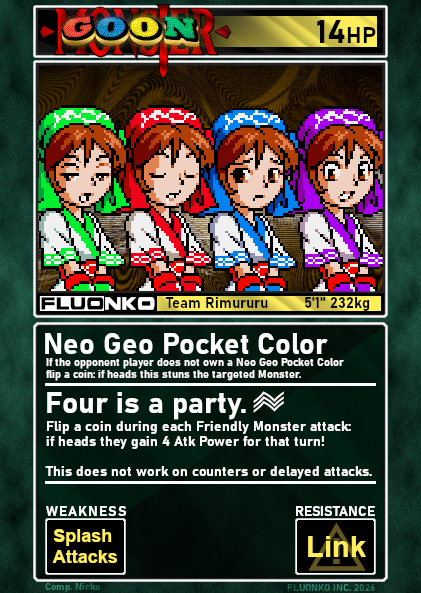 MONSTER
GOON
14HP
FLUONKO
Team Rimururu 5'1" 232kg
Neo Geo Pocket Color
If the opponent player does not own a Neo Geo Pocket Color
flip a coin: if heads this stuns the targeted Monster.
Four is a party.
Flip a coin during each Friendly Monster attack:
if heads they gain 4 Atk Power for that turn!
This does not work on counters or delayed attacks.
WEAKNESS
RESISTANCE
Splash
Attacks
Link
Comp. Nicko
FLUONKO INC. 2026